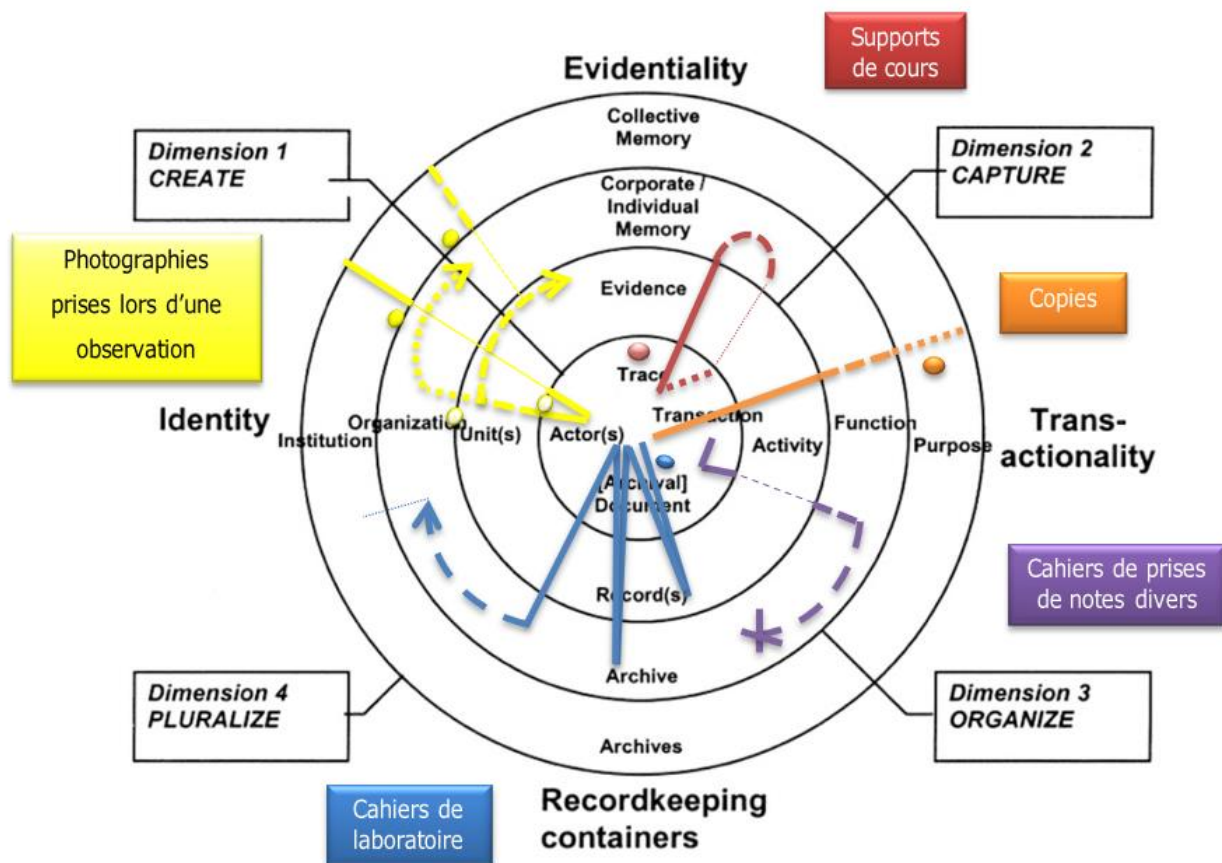 Supports
de cours
Evidentiality
Collective
Memory
Dimension 1
CREATE
Dimension 2
CAPTURE
Corporate /
Individual
Memory
Photographies
prises lors d'une
observation
Evidence
Copies
Trace
Transaction
Identity
Institution
Organization
Unit(s)
Actor(s)
Activity
Function
Purpose
Trans-
actionality
[Archival]
Document
Cahiers de prises
de notes divers
Record(s)
Archive
Dimension 4
PLURALIZE
Dimension 3
ORGANIZE
Archives
Cahiers de
laboratoire
Recordkeeping
containers